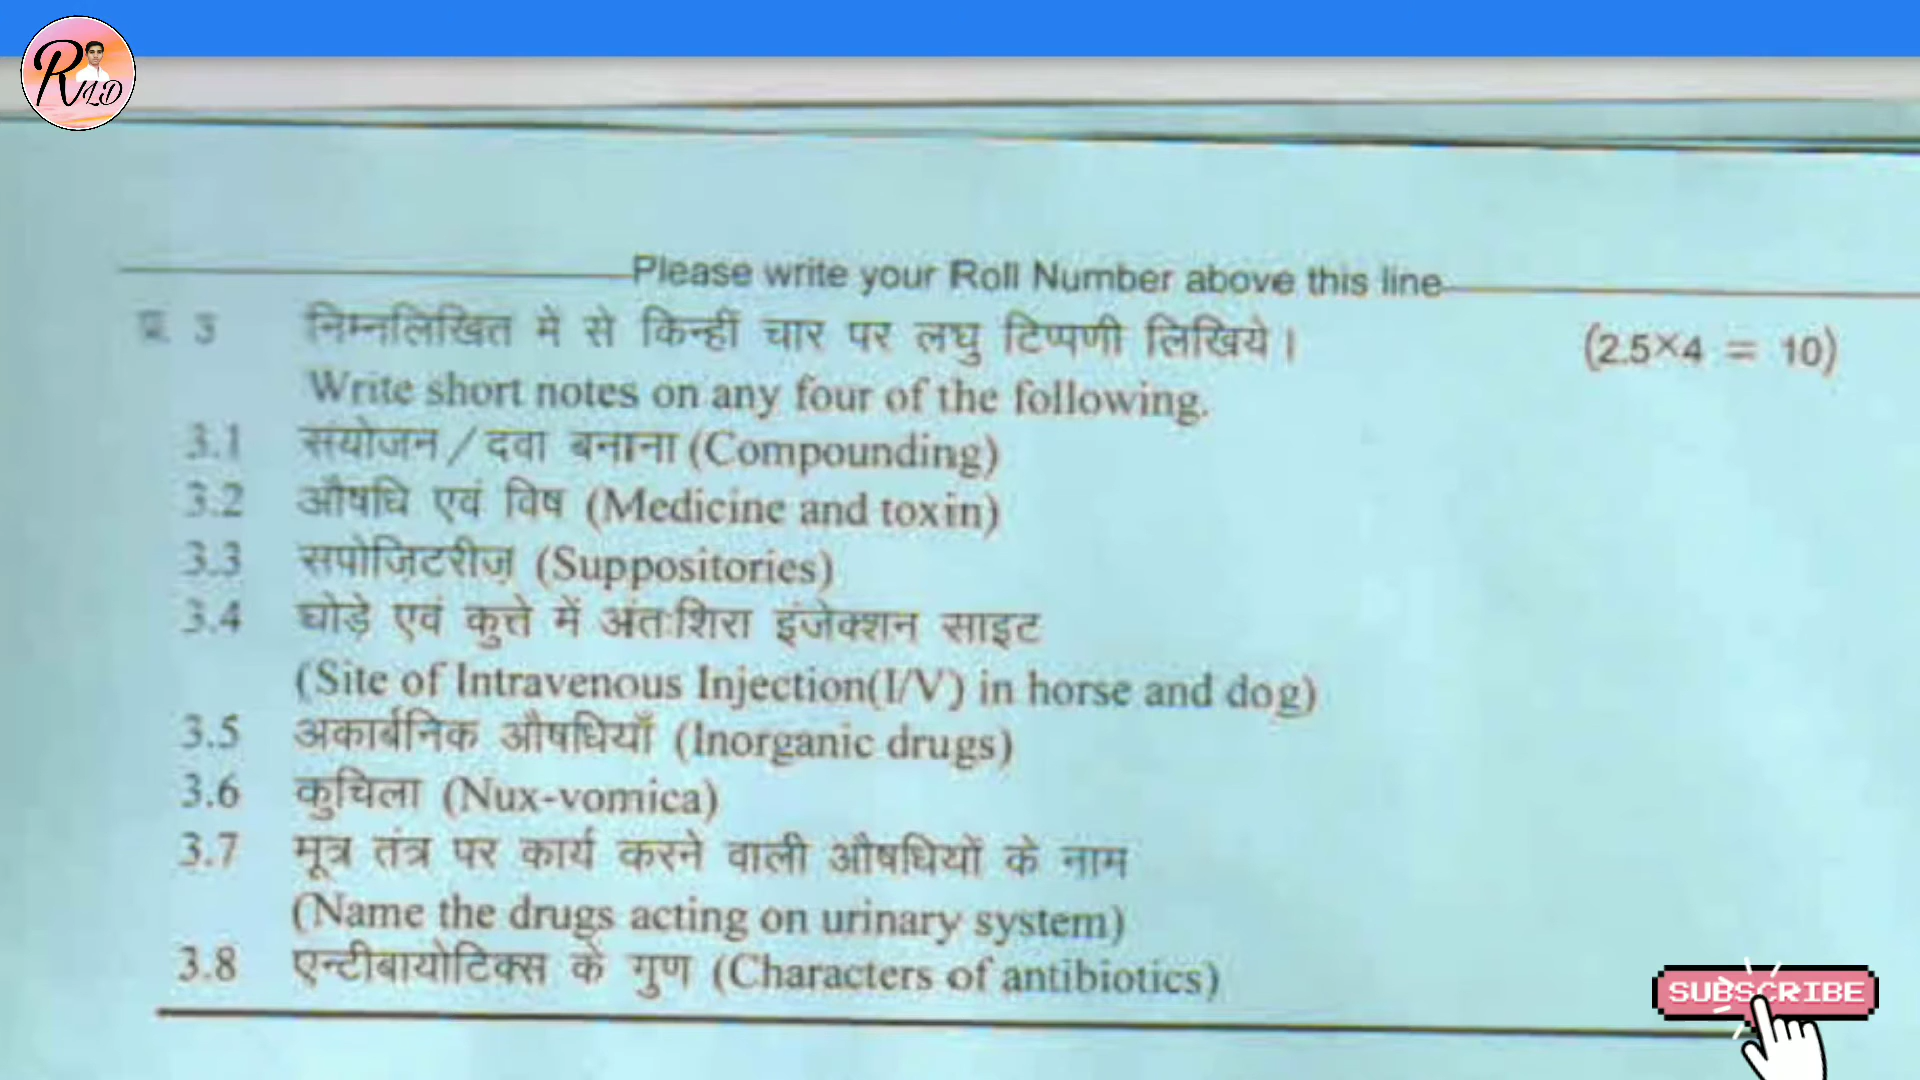 RLD
Please write your Roll Number above this line
प्र. 3 निम्नलिखित में से किन्हीं चार पर लघु टिप्पणी लिखिये। (2.5×4 = 10)
Write short notes on any four of the following.
3.1 संयोजन / दवा बनाना (Compounding)
3.2 औषधि एवं विष (Medicine and toxin)
3.3 सपोज़िटरीज़ (Suppositories)
3.4 घोड़े एवं कुत्ते में अंतःशिरा इंजेक्शन साइट
(Site of Intravenous Injection(I/V) in horse and dog)
3.5 अकार्बनिक औषधियाँ (Inorganic drugs)
3.6 कुचिला (Nux-vomica)
3.7 मूत्र तंत्र पर कार्य करने वाली औषधियों के नाम
(Name the drugs acting on urinary system)
3.8 एन्टीबायोटिक्स के गुण (Characters of antibiotics)
SUBSCRIBE